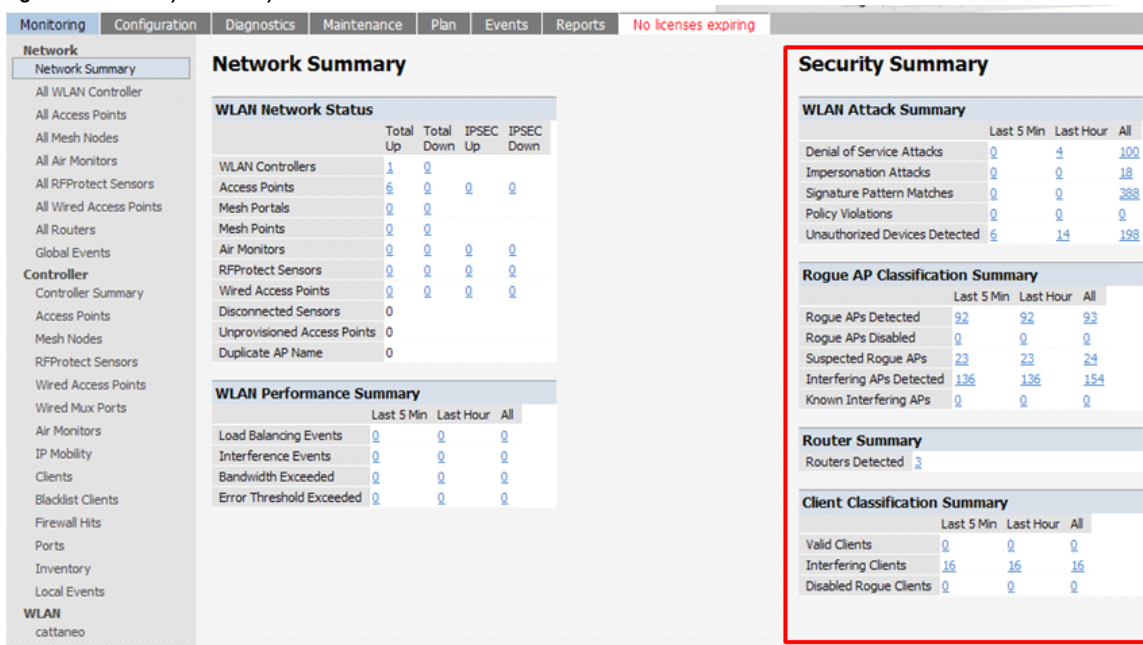 Monitoring Configuration Diagnostics Maintenance Plan Events Reports No licenses expiring
Network
Network Summary
All WLAN Controller
All Access Points
All Mesh Nodes
All Air Monitors
All RFProtect Sensors
All Wired Access Points
All Routers
Global Events
Controller
Controller Summary
Access Points
Mesh Nodes
RFProtect Sensors
Wired Access Points
Wired Mux Ports
Air Monitors
IP Mobility
Clients
Blacklist Clients
Firewall Hits
Ports
Inventory
Local Events
WLAN
cattaneo
Network Summary
WLAN Network Status
Total Up Total Down IPSEC Up IPSEC Down
WLAN Controllers 1 0
Access Points 6 0 0 0
Mesh Portals 0 0
Mesh Points 0 0
Air Monitors 0 0 0 0
RFProtect Sensors 0 0 0 0
Wired Access Points 0 0 0 0
Disconnected Sensors 0
Unprovisioned Access Points 0
Duplicate AP Name 0
WLAN Performance Summary
Last 5 Min Last Hour All
Load Balancing Events 0 0 0
Interference Events 0 0 0
Bandwidth Exceeded 0 0 0
Error Threshold Exceeded 0 0 0
Security Summary
WLAN Attack Summary
Last 5 Min Last Hour All
Denial of Service Attacks 0 4 100
Impersonation Attacks 0 0 18
Signature Pattern Matches 0 0 388
Policy Violations 0 0 0
Unauthorized Devices Detected 6 14 198
Rogue AP Classification Summary
Last 5 Min Last Hour All
Rogue APs Detected 92 92 93
Rogue APs Disabled 0 0 0
Suspected Rogue APs 23 23 24
Interfering APs Detected 136 136 154
Known Interfering APs 0 0 0
Router Summary
Routers Detected 3
Client Classification Summary
Last 5 Min Last Hour All
Valid Clients 0 0 0
Interfering Clients 16 16 16
Disabled Rogue Clients 0 0 0